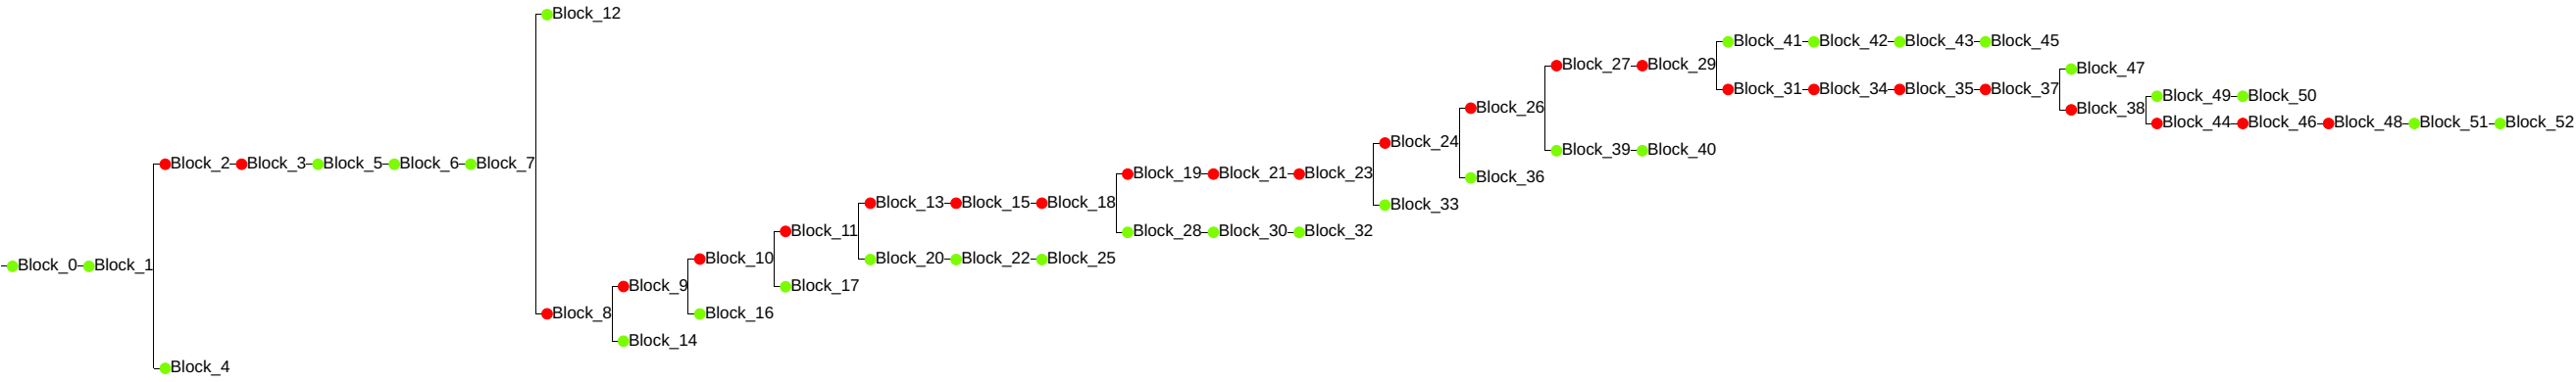 Block_12
Block_41 Block_42 Block_43 Block_45
Block_27 Block_29
Block_47
Block_31 Block_34 Block_35 Block_37
Block_49 Block_50
Block_26
Block_38
Block_44 Block_46 Block_48 Block_51 Block_52
Block_24
Block_39 Block_40
Block_2 Block_3 Block_5 Block_6 Block_7
Block_19 Block_21 Block_23
Block_36
Block_13 Block_15 Block_18
Block_33
Block_11
Block_28 Block_30 Block_32
Block_10
Block_20 Block_22 Block_25
Block_0 Block_1
Block_9
Block_17
Block_8
Block_16
Block_14
Block_4